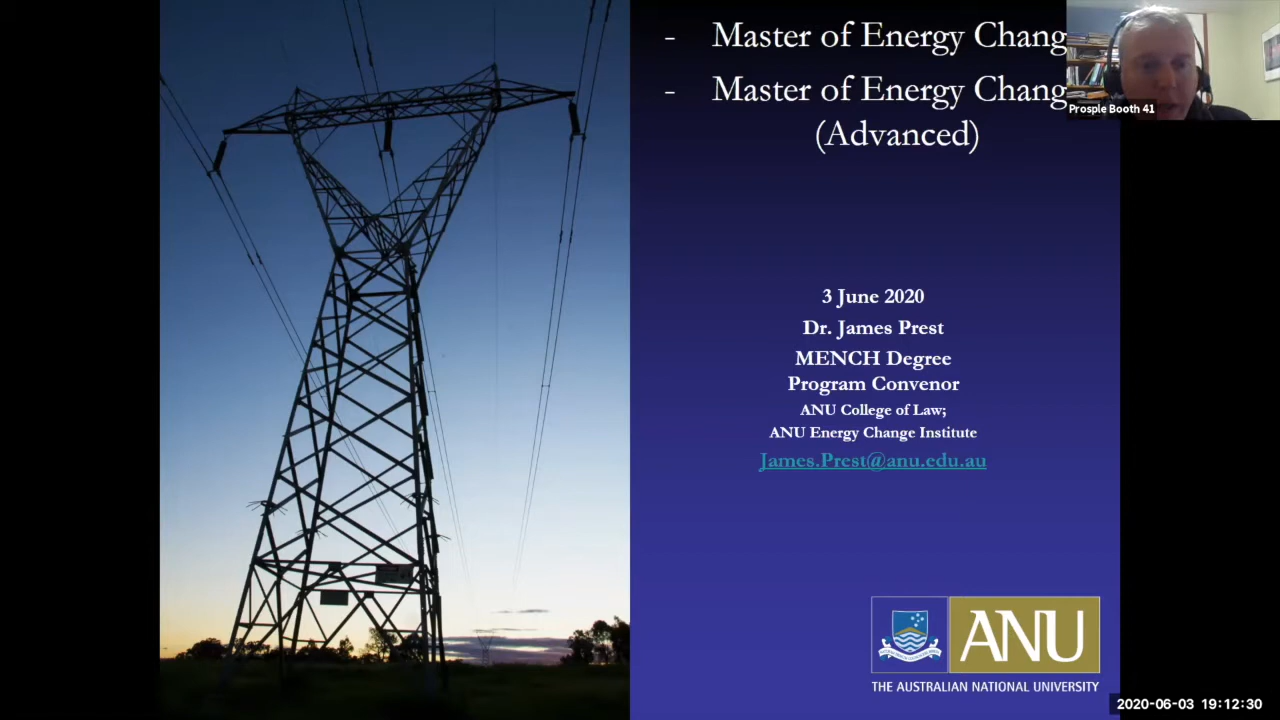 - Master of Energy Chang
- Master of Energy Chang
(Advanced)
Prosple Booth 41
3 June 2020
Dr. James Prest
MENCH Degree
Program Convenor
ANU College of Law;
ANU Energy Change Institute
James.Prest@anu.edu.au
ANU
THE AUSTRALIAN NATIONAL UNIVERSITY
2020-06-03 19:12:30